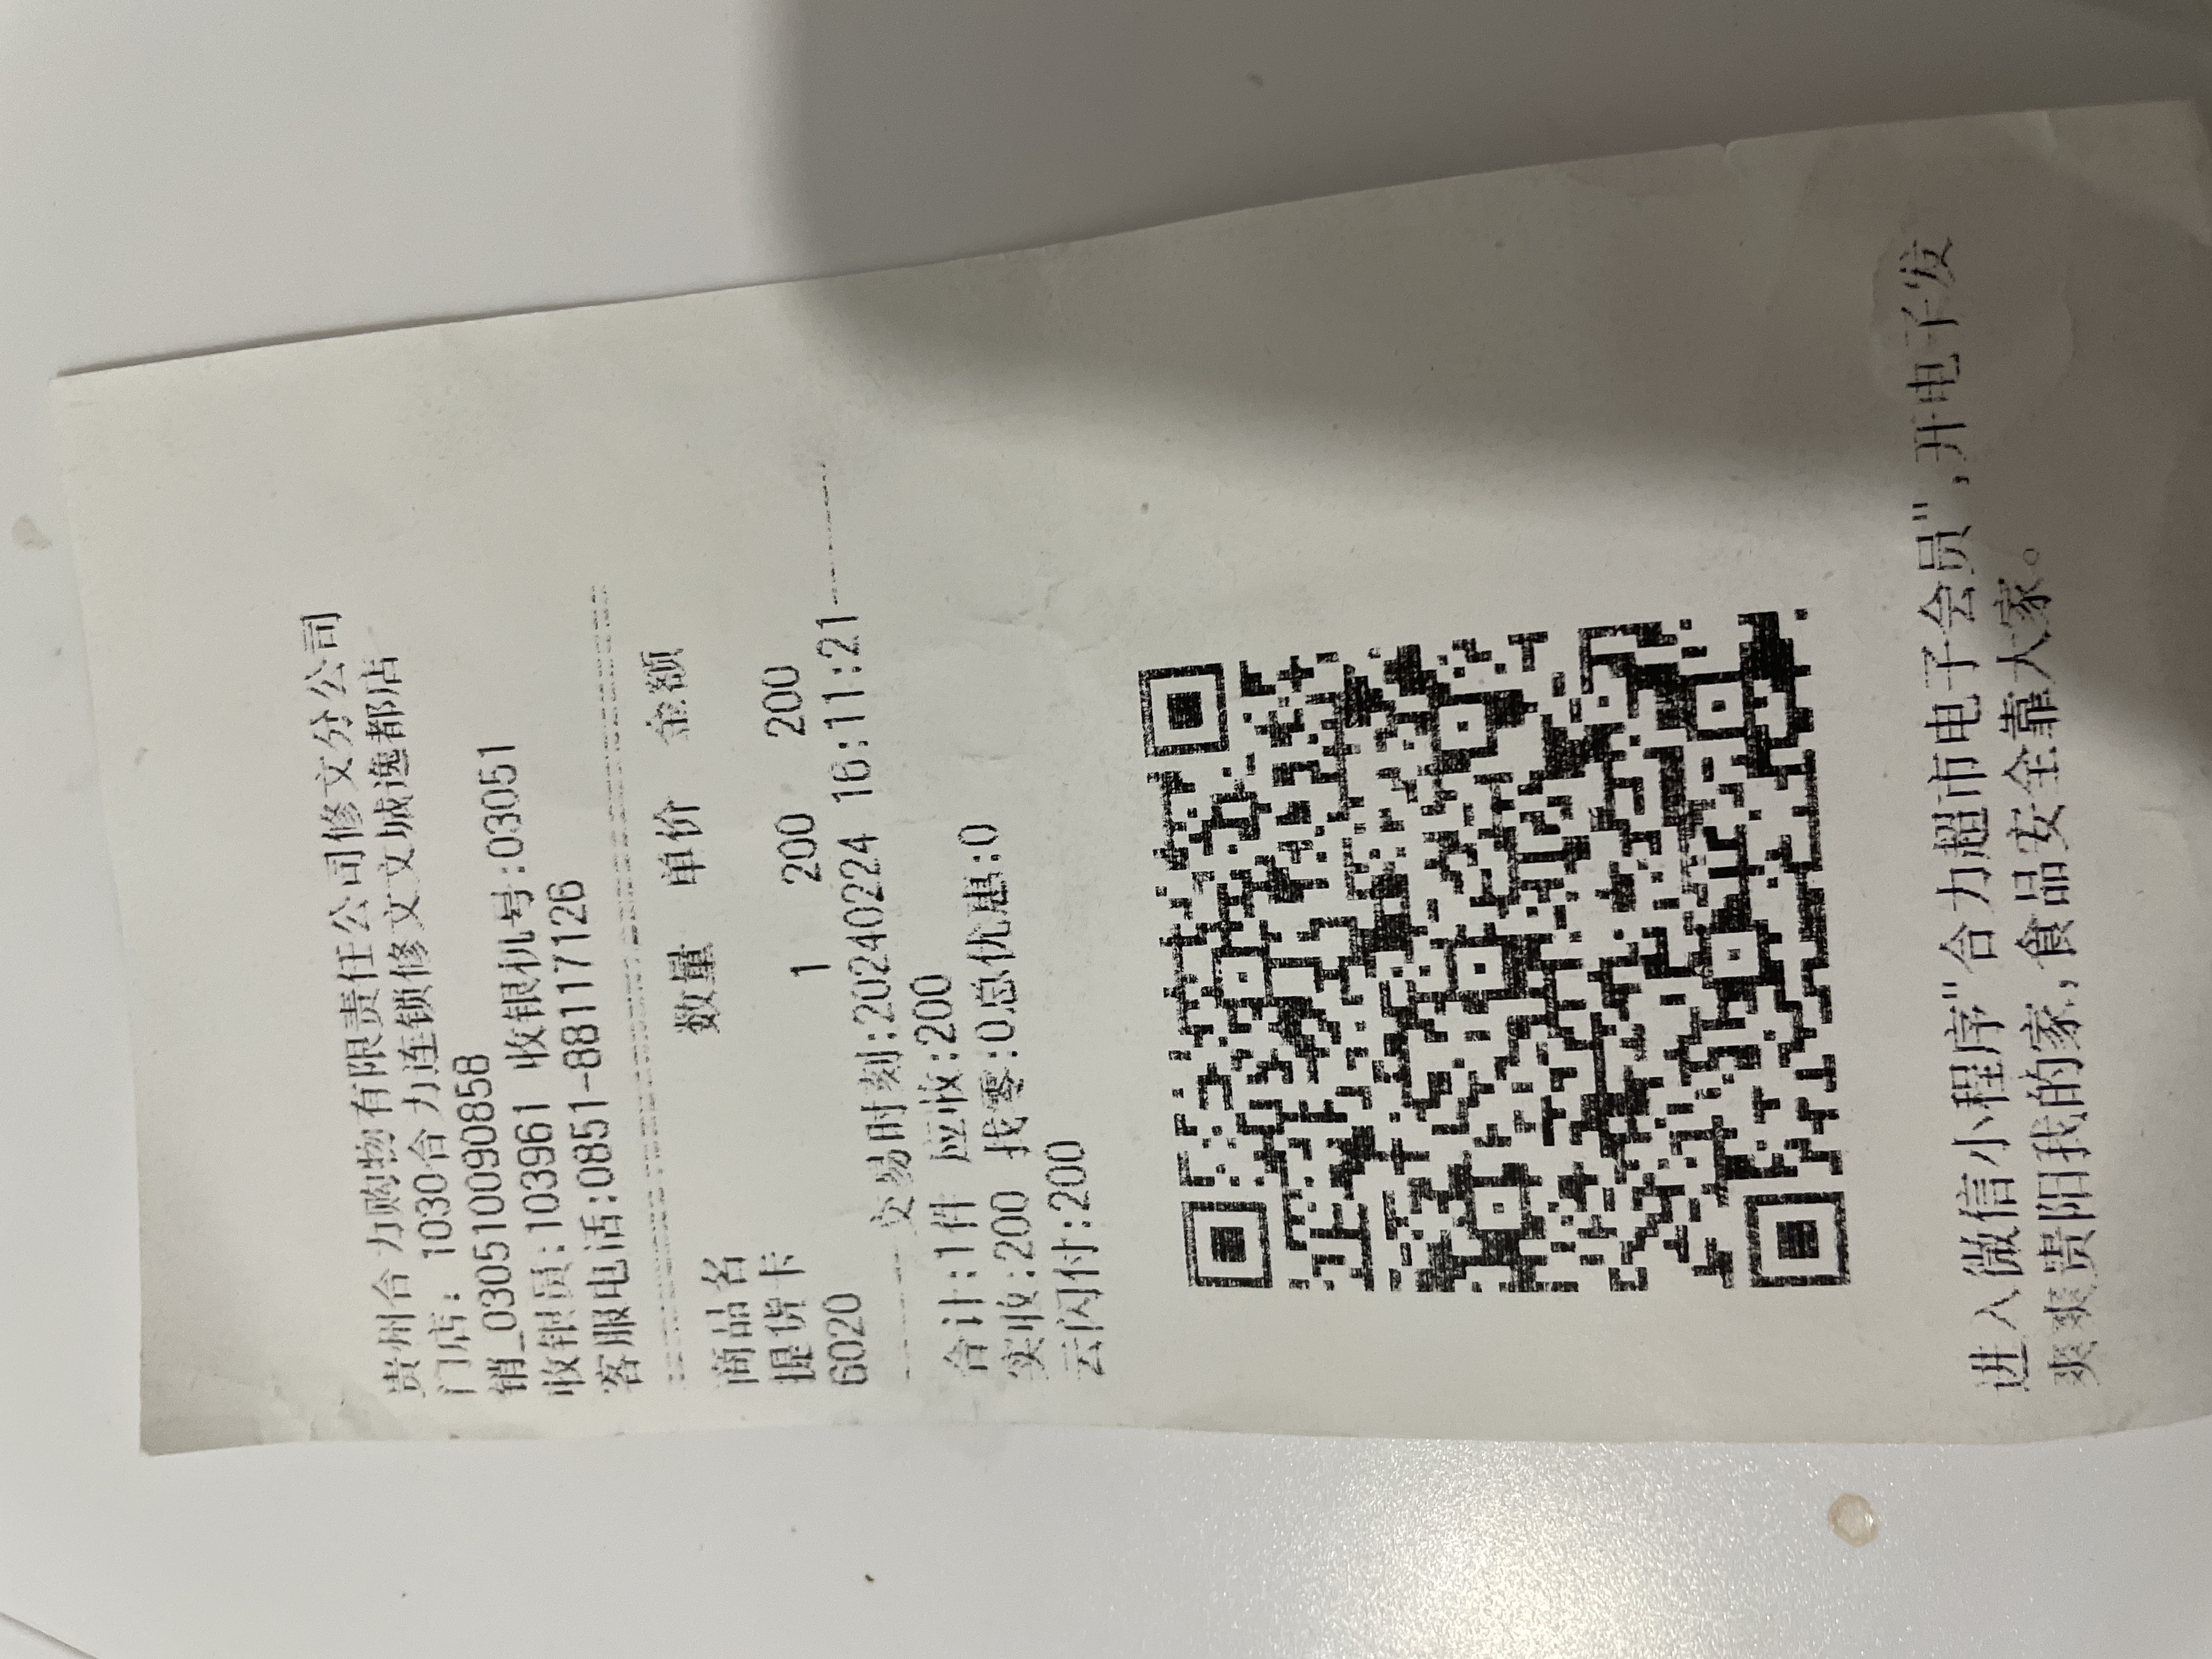 贵州合力购物有限责任公司修文分公司
门店: 1030合力连锁修文文城逸都店
销_0305100909085B
收银员:103961 收银机号:03051
客服电话:0851-88117126
商品名 数量 单价 金额
提货卡 1 200 200
6020
交易时刻:20240224 16:11:21
合计:1件 应收:200
实收:200 找零:0总优惠:0
云闪付:200
进入微信小程序"合力超市电子会员",开电子发
爽爽贵阳我的家,食品安全靠大家。